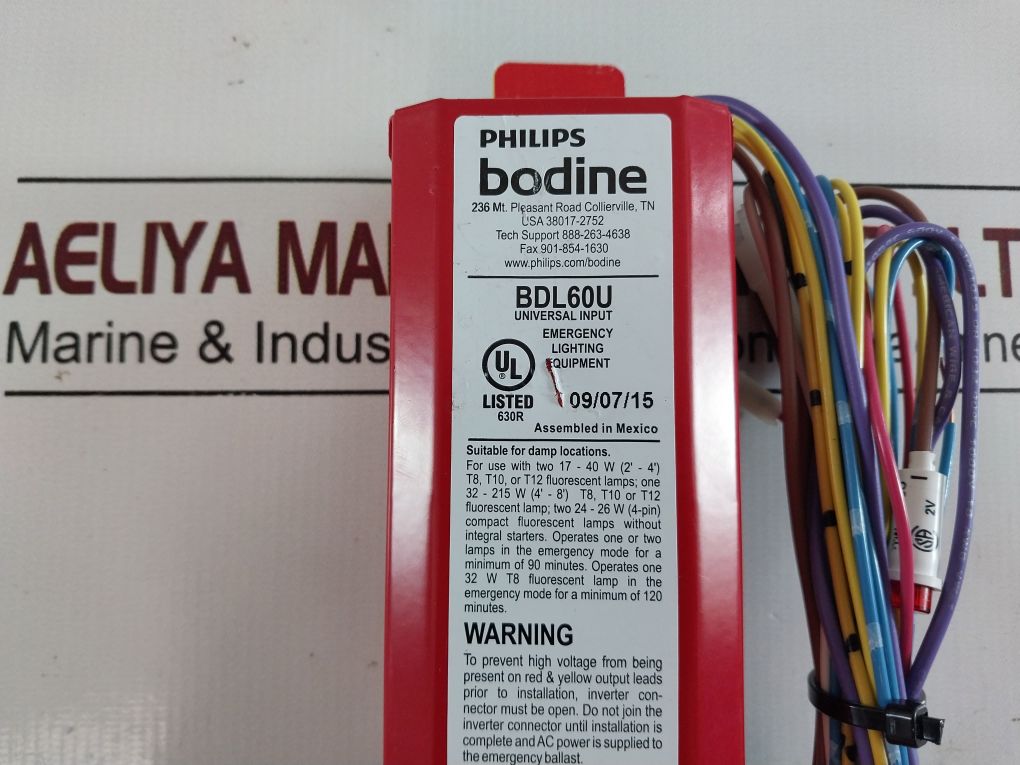 PHILIPS
bodine
236 Mt. Pleasant Road Collierville, TN
USA 38017-2752
Tech Support 888-263-4638
Fax 901-854-1630
www.philips.com/bodine
BDL60U
UNIVERSAL INPUT
EMERGENCY
LIGHTING
EQUIPMENT
UL
LISTED
630R
09/07/15
Assembled in Mexico
Suitable for damp locations.
For use with two 17 - 40 W (2' - 4')
T8, T10, or T12 fluorescent lamps; one
32 - 215 W (4' - 8') T8, T10 or T12
fluorescent lamp; two 24 - 26 W (4-pin)
compact fluorescent lamps without
integral starters. Operates one or two
lamps in the emergency mode for a
minimum of 90 minutes. Operates one
32 W T8 fluorescent lamp in the
emergency mode for a minimum of 120
minutes.
WARNING
To prevent high voltage from being
present on red & yellow output leads
prior to installation, inverter con-
nector must be open. Do not join the
inverter connector until installation is
complete and AC power is supplied to
the emergency ballast.
AELIYA MA
Marine & Indus
2V